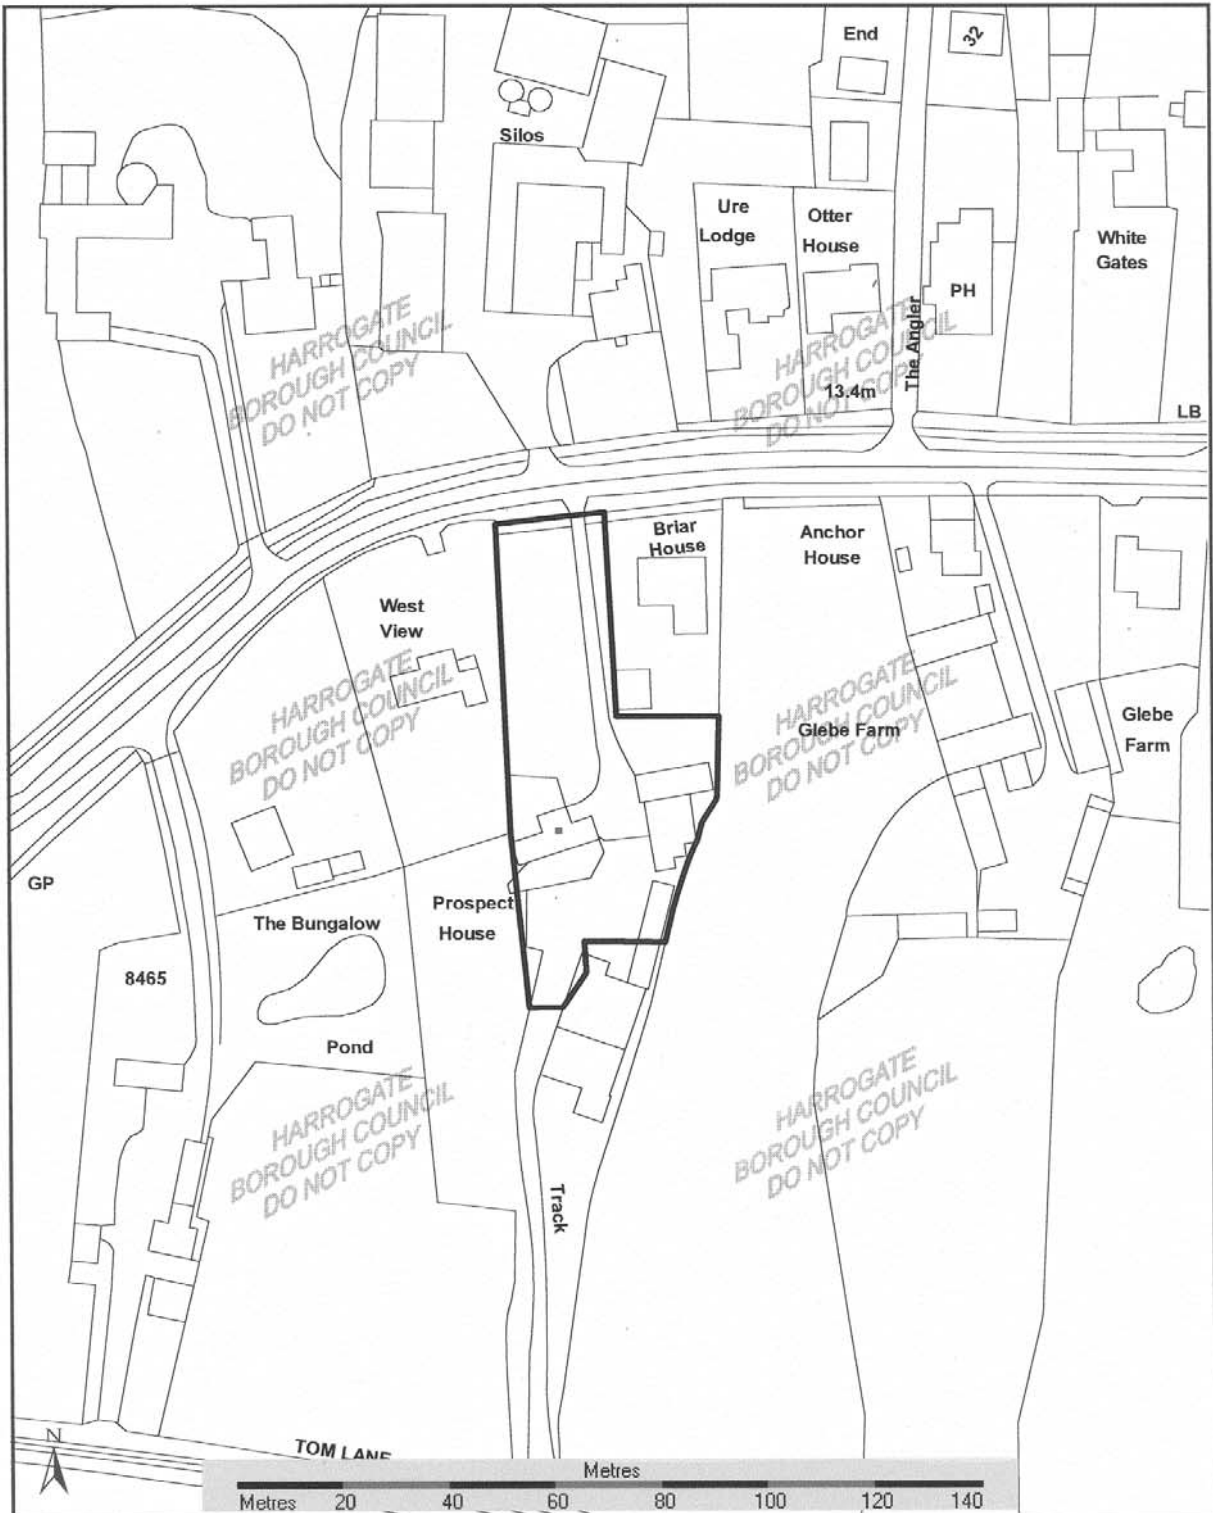 End
32
Silos
Ure
Lodge
Otter
House
White
Gates
PH
The Angler
HARROGATE
BOROUGH COUNCIL
DO NOT COPY
HARROGATE
BOROUGH COUNCIL
DO NOT COPY
13.4m
LB
Briar
House
Anchor
House
West
View
HARROGATE
BOROUGH COUNCIL
DO NOT COPY
HARROGATE
BOROUGH COUNCIL
DO NOT COPY
Glebe Farm
Glebe
Farm
GP
Prospect
House
The Bungalow
8465
Pond
HARROGATE
BOROUGH COUNCIL
DO NOT COPY
HARROGATE
BOROUGH COUNCIL
DO NOT COPY
Track
N
TOM LANE
Metres
Metres 20 40 60 80 100 120 140